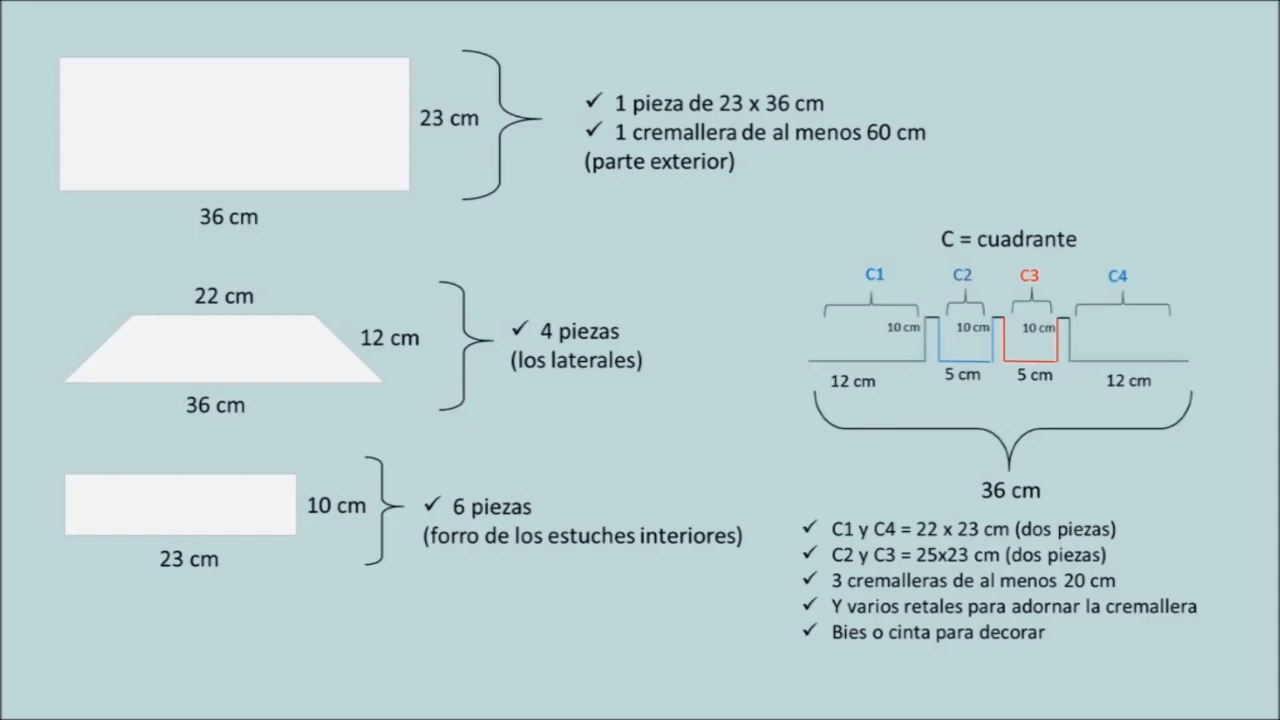 23 cm
36 cm
✓ 1 pieza de 23 x 36 cm
✓ 1 cremallera de al menos 60 cm
(parte exterior)
22 cm
12 cm
36 cm
✓ 4 piezas
(los laterales)
10 cm
23 cm
✓ 6 piezas
(forro de los estuches interiores)
C = cuadrante
C1 C2 C3 C4
10 cm 10 cm 10 cm
12 cm 5 cm 5 cm 12 cm
36 cm
✓ C1 y C4 = 22 x 23 cm (dos piezas)
✓ C2 y C3 = 25x23 cm (dos piezas)
✓ 3 cremalleras de al menos 20 cm
✓ Y varios retales para adornar la cremallera
✓ Bies o cinta para decorar